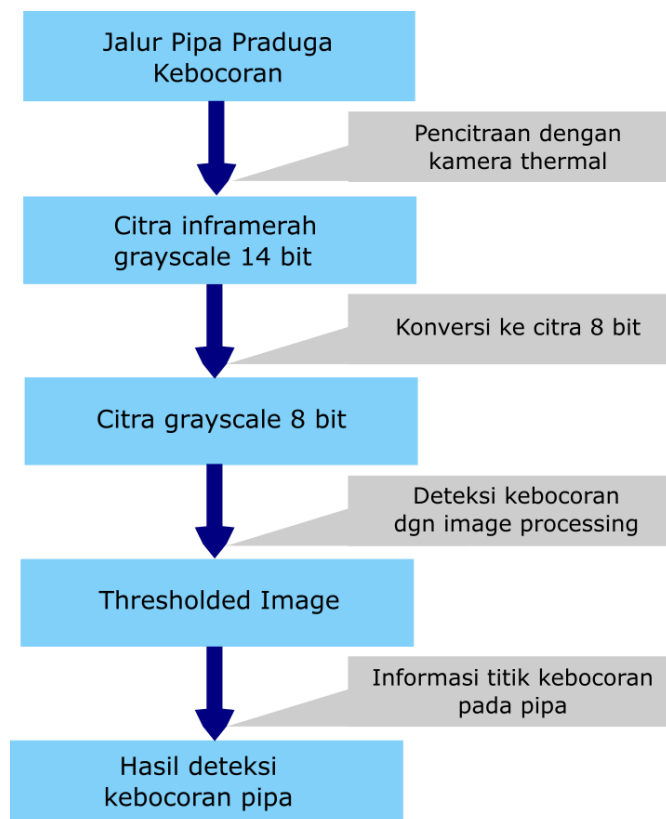 Jalur Pipa Praduga
Kebocoran
Pencitraan dengan
kamera thermal
Citra inframerah
grayscale 14 bit
Konversi ke citra 8 bit
Citra grayscale 8 bit
Deteksi kebocoran
dgn image processing
Thresholded Image
Informasi titik kebocoran
pada pipa
Hasil deteksi
kebocoran pipa